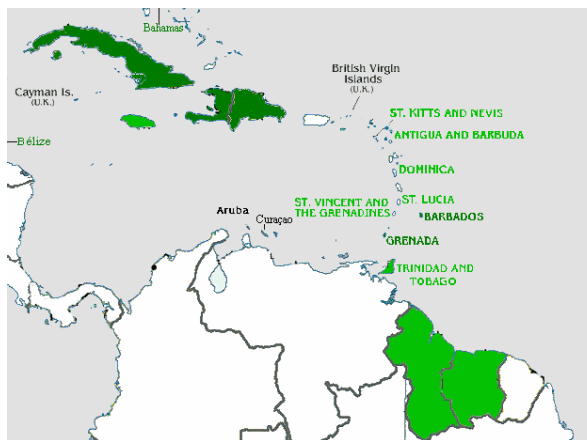 Bahamas
British Virgin
Islands
(U.K.)
Cayman Is.
(U.K.)
ST. KITTS AND NEVIS
ANTIGUA AND BARBUDA
Bélize
DOMINICA
ST. VINCENT AND
THE GRENADINES
ST. LUCIA
Aruba
Curaçao
BARBADOS
GRENADA
TRINIDAD AND
TOBAGO